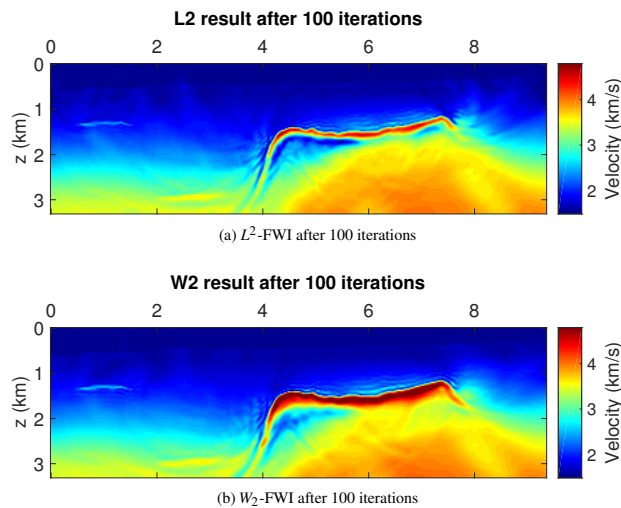 L2 result after 100 iterations
0 2 4 6 8
0
1
2
3
z (km)
4
3
2
Velocity (km/s)
(a) L²-FWI after 100 iterations
W2 result after 100 iterations
0 2 4 6 8
0
1
2
3
z (km)
4
3
2
Velocity (km/s)
(b) W₂-FWI after 100 iterations